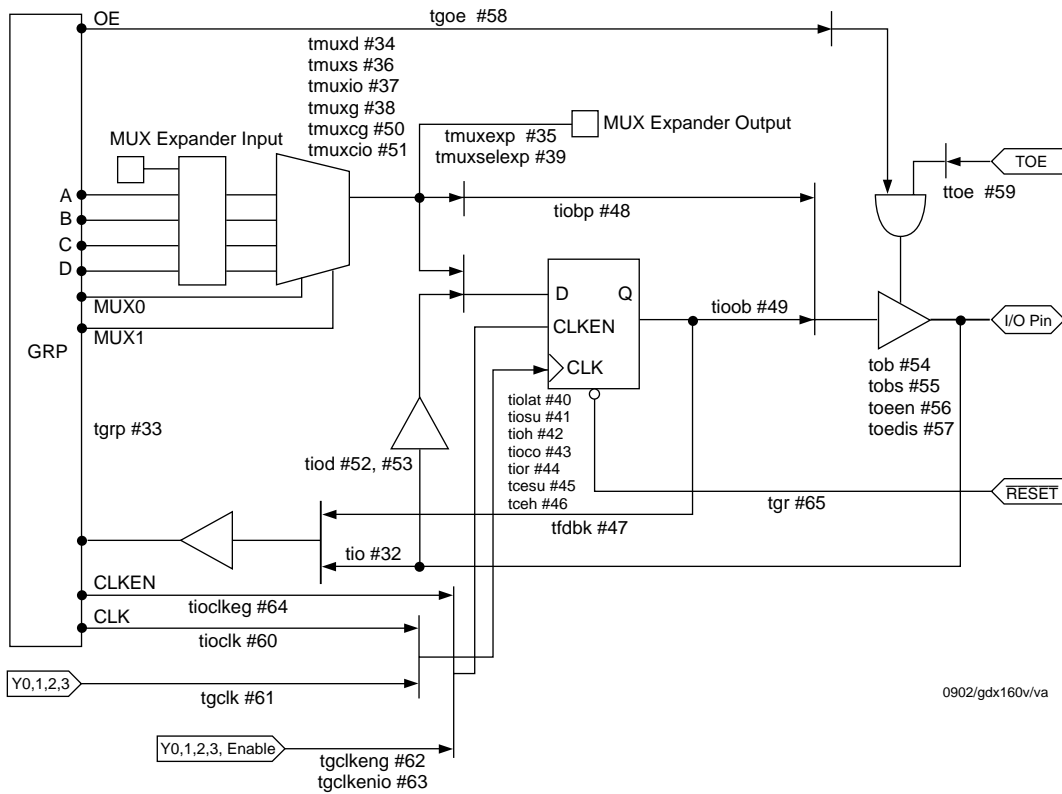 OE
tgoe #58
tmuxd #34
tmuxs #36
tmuxio #37
tmuxg #38
tmuxcg #50
tmuxcio #51
MUX Expander Input
tmuxexp #35
tmuxselexp #39
MUX Expander Output
TOE
ttoe #59
A
B
C
D
MUX0
MUX1
GRP
tgrp #33
tiobp #48
D
Q
CLKEN
CLK
tioob #49
I/O Pin
tob #54
tobs #55
toeen #56
toedis #57
tiolat #40
tiosu #41
tioh #42
tioco #43
tior #44
tcesu #45
tceh #46
tiod #52, #53
RESET
tgr #65
tfdbk #47
tio #32
CLKEN
tioclkeg #64
CLK
tioclk #60
Y0,1,2,3
tgclk #61
Y0,1,2,3, Enable
tgclkeng #62
tgclkenio #63
0902/gdx160v/va